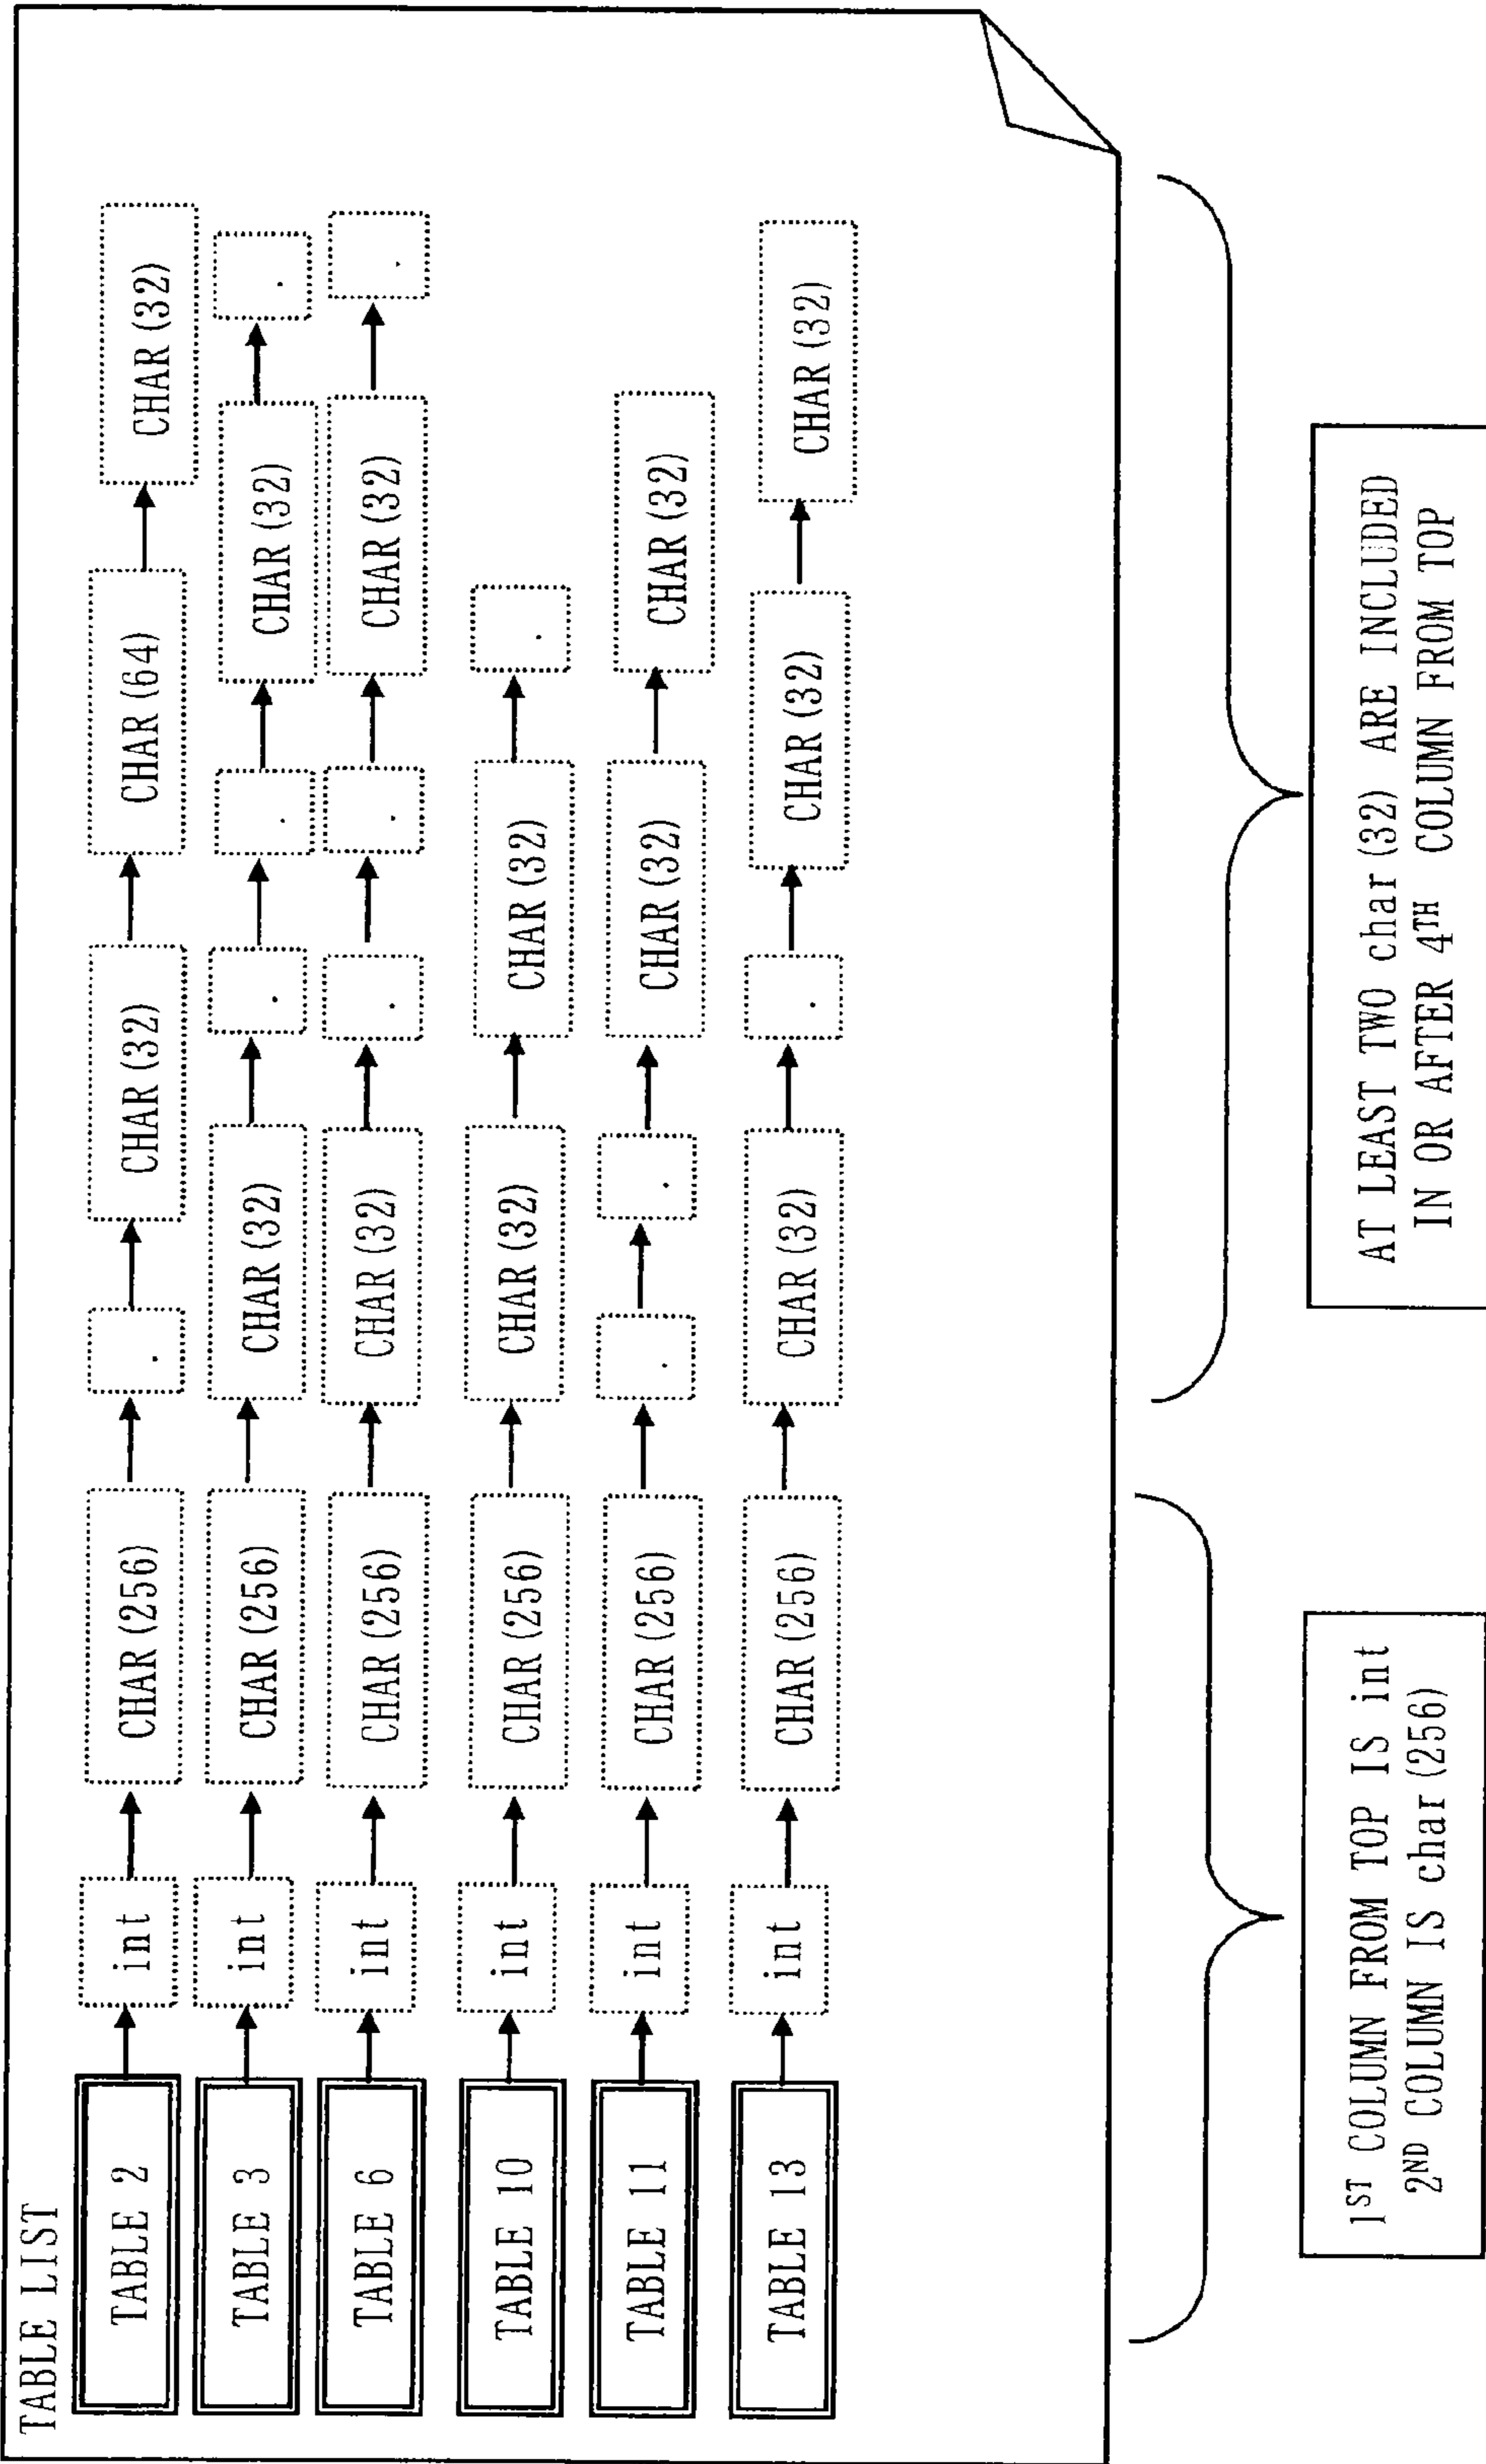 TABLE LIST
TABLE 2 int CHAR (256) . CHAR (32) CHAR (64) CHAR (32)
TABLE 3 int CHAR (256) CHAR (32) . . CHAR (32) .
TABLE 6 int CHAR (256) CHAR (32) . . CHAR (32) .
TABLE 10 int CHAR (256) CHAR (32) CHAR (32) .
TABLE 11 int CHAR (256) . . CHAR (32) CHAR (32)
TABLE 13 int CHAR (256) CHAR (32) . CHAR (32) CHAR (32)
1ST COLUMN FROM TOP IS int
2ND COLUMN IS char (256)
AT LEAST TWO char (32) ARE INCLUDED
IN OR AFTER 4TH COLUMN FROM TOP